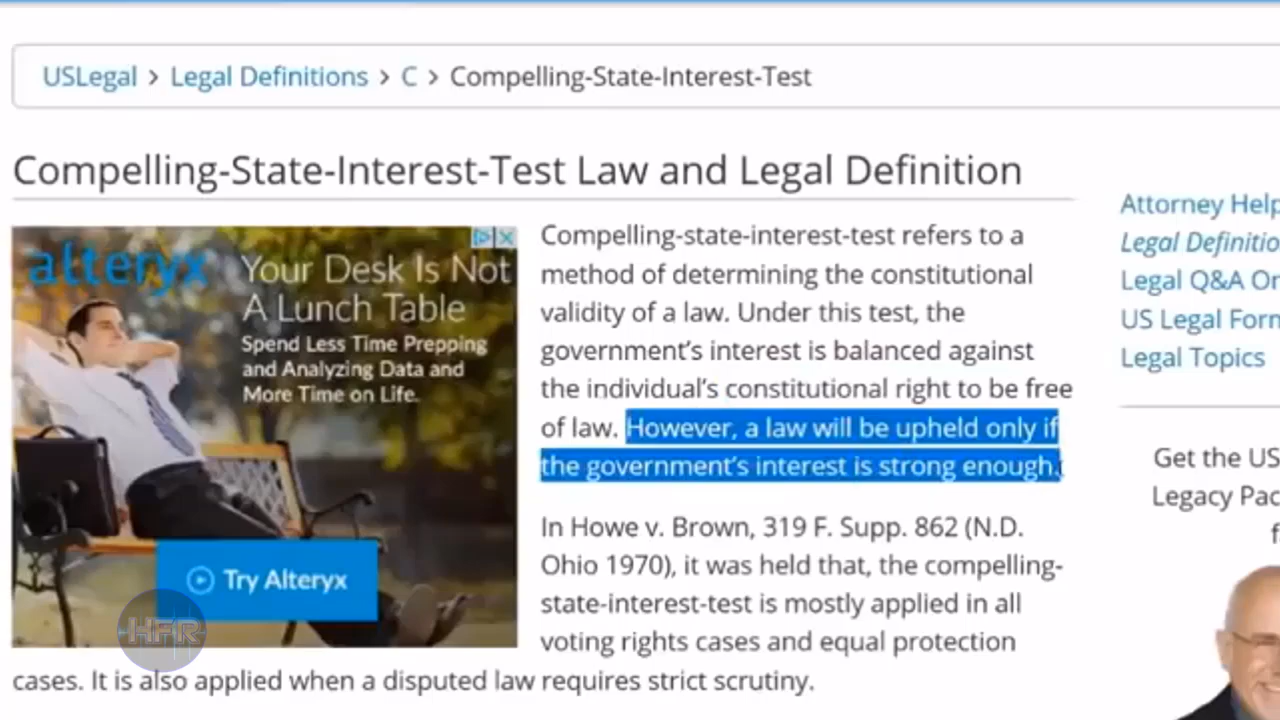 USLegal > Legal Definitions > C > Compelling-State-Interest-Test
Compelling-State-Interest-Test Law and Legal Definition
alteryx
Your Desk Is Not
A Lunch Table
Spend Less Time Prepping
and Analyzing Data and
More Time on Life.
Try Alteryx
HFR
Compelling-state-interest-test refers to a
method of determining the constitutional
validity of a law. Under this test, the
government's interest is balanced against
the individual's constitutional right to be free
of law. However, a law will be upheld only if
the government's interest is strong enough.
In Howe v. Brown, 319 F. Supp. 862 (N.D.
Ohio 1970), it was held that, the compelling-
state-interest-test is mostly applied in all
voting rights cases and equal protection
cases. It is also applied when a disputed law requires strict scrutiny.
Attorney Help
Legal Definitio
Legal Q&A On
US Legal Form
Legal Topics
Get the US
Legacy Pac